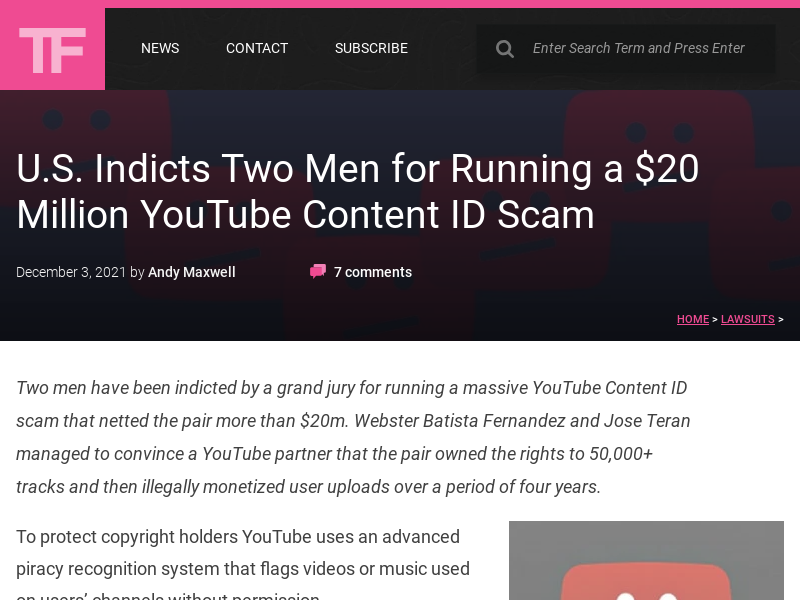 TF
NEWS CONTACT SUBSCRIBE
Enter Search Term and Press Enter
U.S. Indicts Two Men for Running a $20
Million YouTube Content ID Scam
December 3, 2021 by Andy Maxwell 7 comments
HOME > LAWSUITS >
Two men have been indicted by a grand jury for running a massive YouTube Content ID
scam that netted the pair more than $20m. Webster Batista Fernandez and Jose Teran
managed to convince a YouTube partner that the pair owned the rights to 50,000+
tracks and then illegally monetized user uploads over a period of four years.
To protect copyright holders YouTube uses an advanced
piracy recognition system that flags videos or music used
on users’ channels without permission.